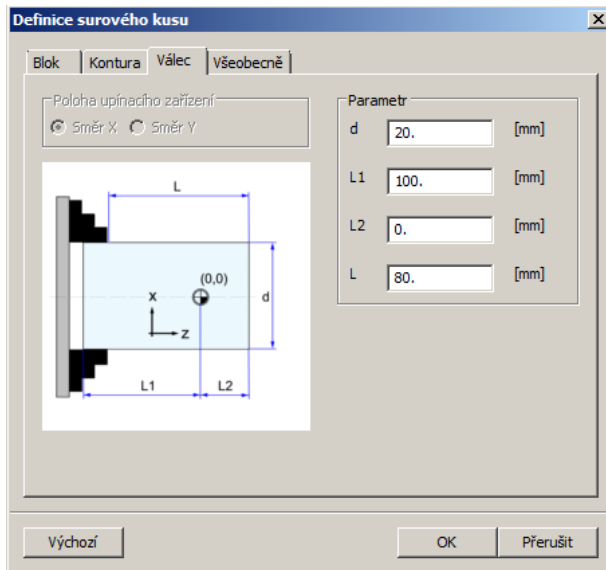 Definice surového kusu
Blok Kontura Válec Všeobecně
Poloha upínacího zařízení
Směr X Směr Y
L
(0,0)
X
Z
d
L1 L2
Parametr
d 20. [mm]
L1 100. [mm]
L2 0. [mm]
L 80. [mm]
Výchozí OK Přerušit